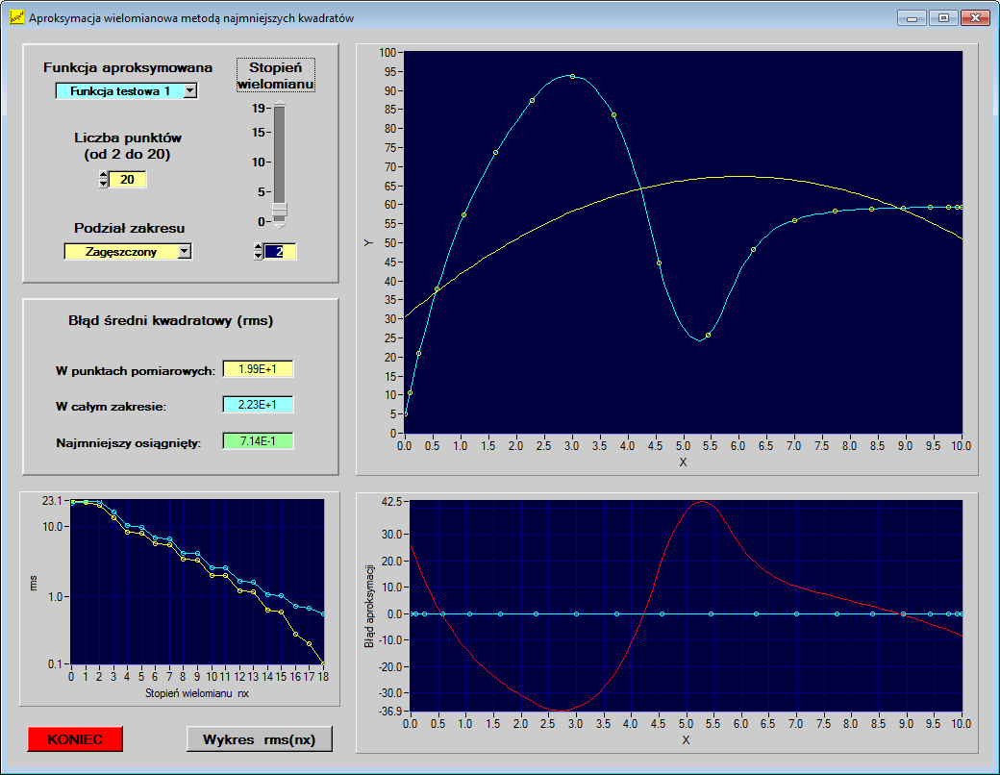 Aproksymacja wielomianowa metodą najmniejszych kwadratów
Funkcja aproksymowana
Funkcja testowa 1
Stopień
wielomianu
19
15
10
5
0
Liczba punktów
(od 2 do 20)
20
Podział zakresu
Zagęszczony
2
Błąd średni kwadratowy (rms)
W punktach pomiarowych: 1.99E+1
W całym zakresie: 2.23E+1
Najmniejszy osiągnięty: 7.14E-1
100
95
90
85
80
75
70
65
60
55
50
45
40
35
30
25
20
15
10
5
0
Y
0.0 0.5 1.0 1.5 2.0 2.5 3.0 3.5 4.0 4.5 5.0 5.5 6.0 6.5 7.0 7.5 8.0 8.5 9.0 9.5 10.0
X
23.1
10.0
1.0
0.1
rms
0 1 2 3 4 5 6 7 8 9 10 11 12 13 14 15 16 17 18
Stopień wielomianu nx
42.5
30.0
20.0
10.0
0.0
-10.0
-20.0
-30.0
-36.9
Błąd aproksymacji
0.0 0.5 1.0 1.5 2.0 2.5 3.0 3.5 4.0 4.5 5.0 5.5 6.0 6.5 7.0 7.5 8.0 8.5 9.0 9.5 10.0
X
KONIEC
Wykres rms(nx)